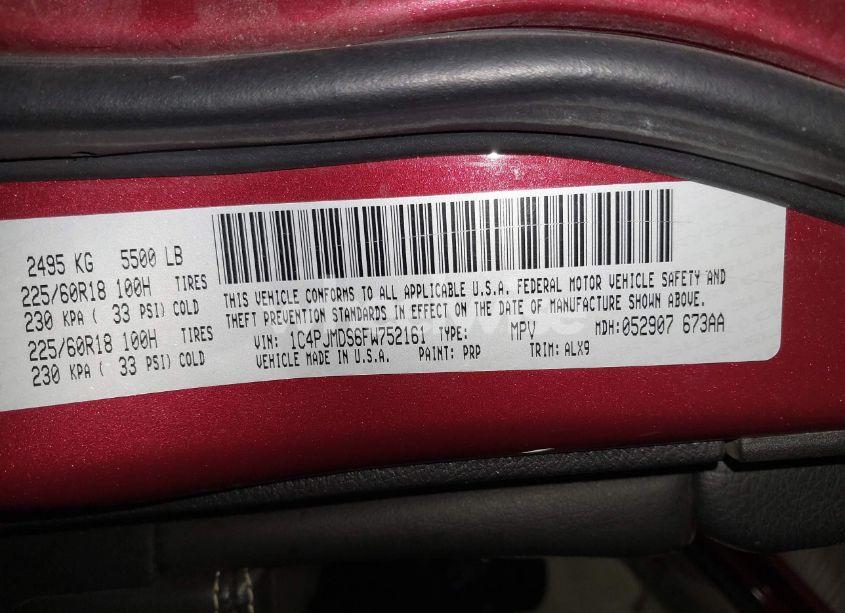 2495 KG 5500 LB
225/60R18 100H TIRES
230 KPA ( 33 PSI) COLD
225/60R18 100H TIRES
230 KPA ( 33 PSI) COLD
THIS VEHICLE CONFORMS TO ALL APPLICABLE U.S.A. FEDERAL MOTOR VEHICLE SAFETY AND
THEFT PREVENTION STANDARDS IN EFFECT ON THE DATE OF MANUFACTURE SHOWN ABOVE.
VIN: 1C4PJMDS6FW752161 TYPE: MPV MDH:052907 673AA
VEHICLE MADE IN U.S.A. PAINT: PRP TRIM: ALX9